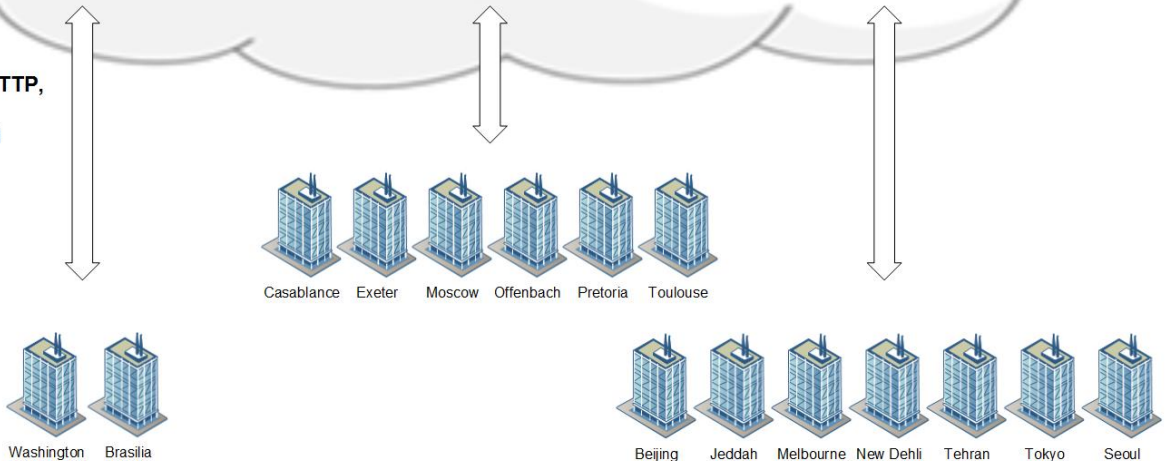 TTP,
Casablance Exeter Moscow Offenbach Pretoria Toulouse
Washington Brasilia
Beijing Jeddah Melbourne New Dehli Tehran Tokyo Seoul